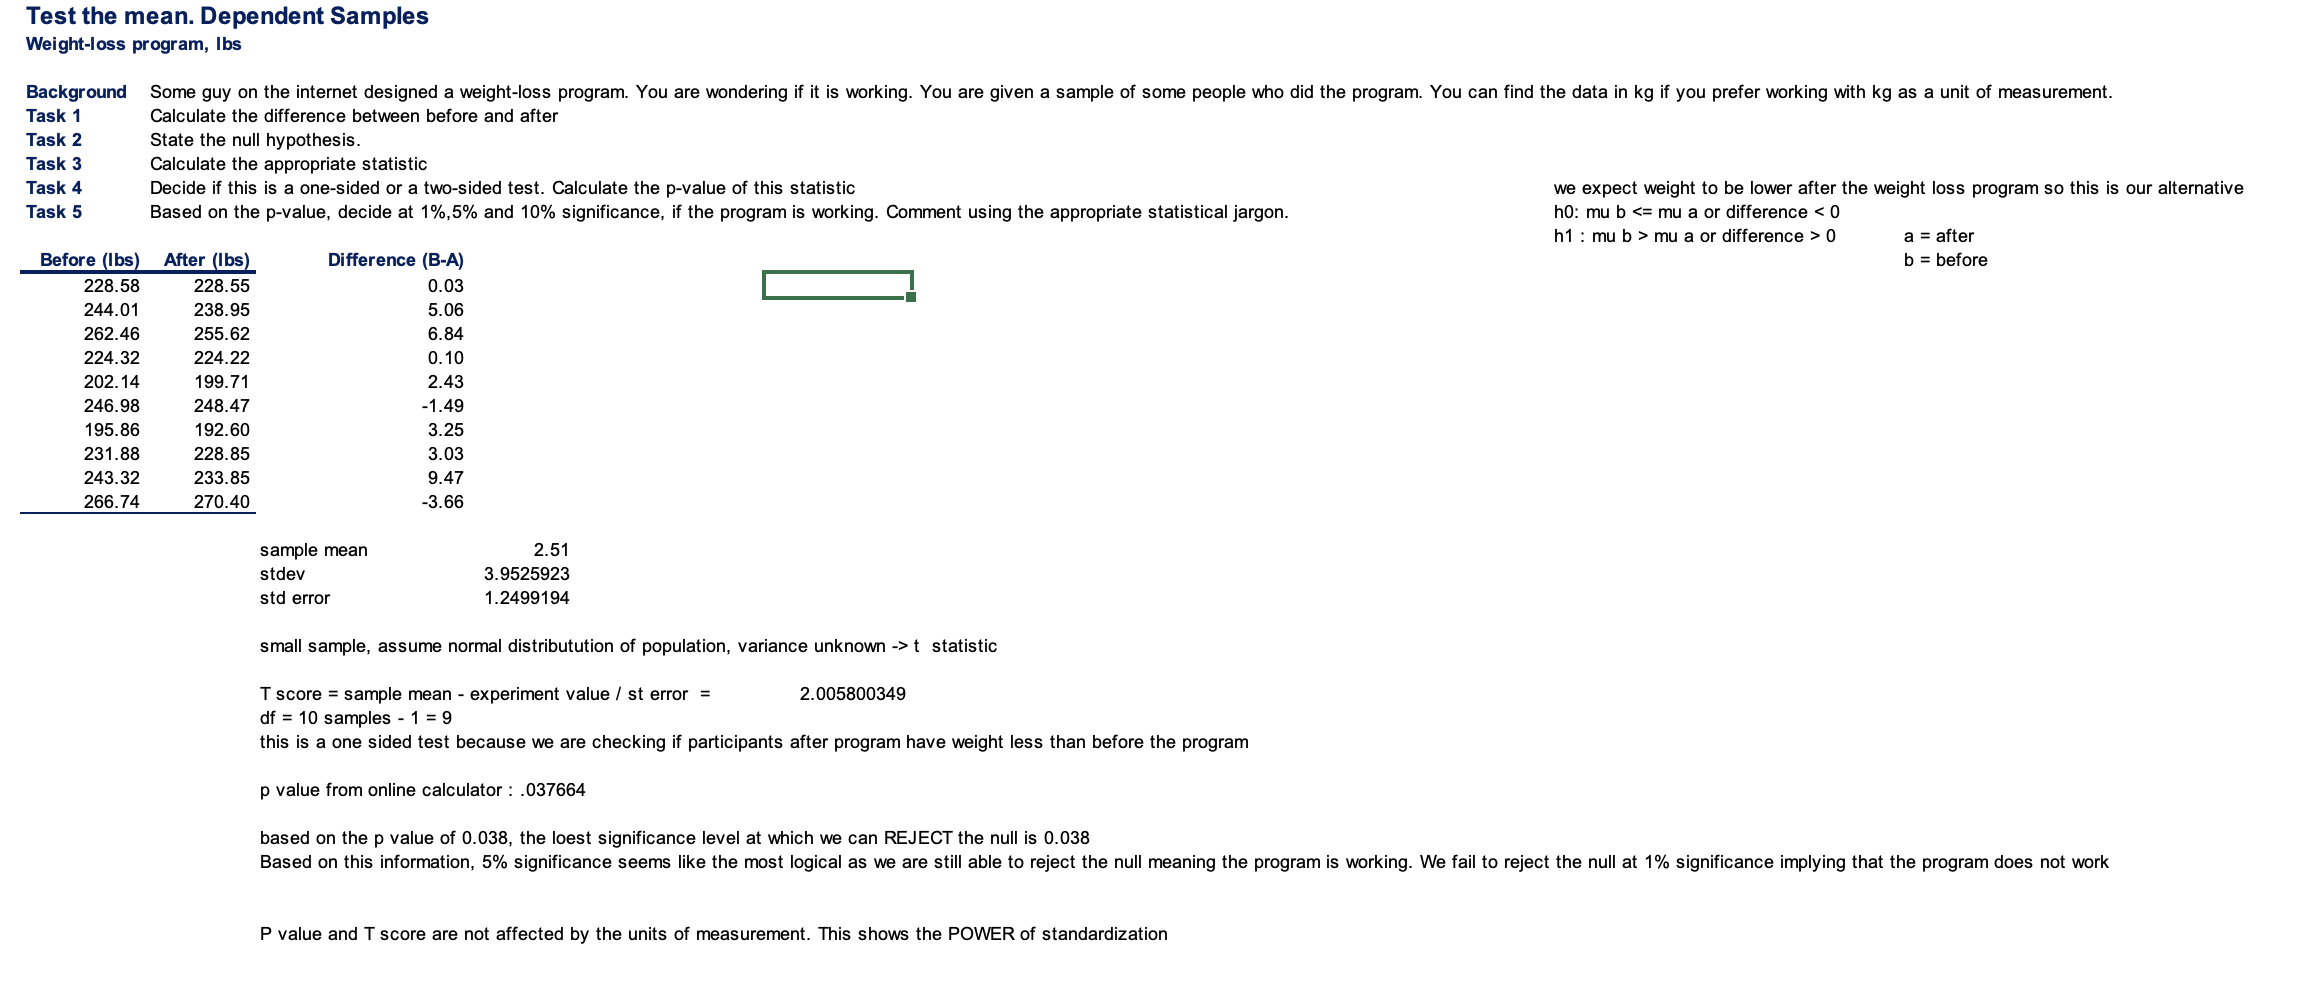 Test the mean. Dependent Samples
Weight-loss program, lbs
Background Some guy on the internet designed a weight-loss program. You are wondering if it is working. You are given a sample of some people who did the program. You can find the data in kg if you prefer working with kg as a unit of measurement.
Task 1 Calculate the difference between before and after
Task 2 State the null hypothesis.
Task 3 Calculate the appropriate statistic
Task 4 Decide if this is a one-sided or a two-sided test. Calculate the p-value of this statistic we expect weight to be lower after the weight loss program so this is our alternative
Task 5 Based on the p-value, decide at 1%,5% and 10% significance, if the program is working. Comment using the appropriate statistical jargon. h0: mu b <= mu a or difference < 0
h1 : mu b > mu a or difference > 0 a = after
Before (lbs) After (lbs) Difference (B-A) b = before
228.58 228.55 0.03
244.01 238.95 5.06
262.46 255.62 6.84
224.32 224.22 0.10
202.14 199.71 2.43
246.98 248.47 -1.49
195.86 192.60 3.25
231.88 228.85 3.03
243.32 233.85 9.47
266.74 270.40 -3.66
sample mean 2.51
stdev 3.9525923
std error 1.2499194
small sample, assume normal distributution of population, variance unknown -> t statistic
T score = sample mean - experiment value / st error = 2.005800349
df = 10 samples - 1 = 9
this is a one sided test because we are checking if participants after program have weight less than before the program
p value from online calculator : .037664
based on the p value of 0.038, the loest significance level at which we can REJECT the null is 0.038
Based on this information, 5% significance seems like the most logical as we are still able to reject the null meaning the program is working. We fail to reject the null at 1% significance implying that the program does not work
P value and T score are not affected by the units of measurement. This shows the POWER of standardization